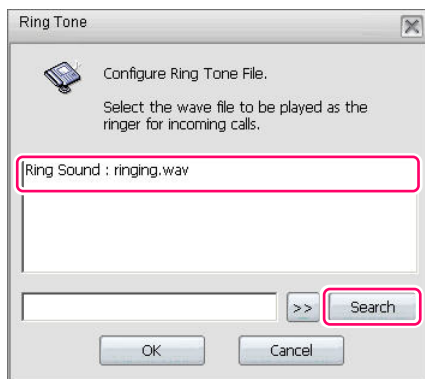 Ring Tone
Configure Ring Tone File.
Select the wave file to be played as the
ringer for incoming calls.
Ring Sound : ringing.wav
>> Search
OK Cancel